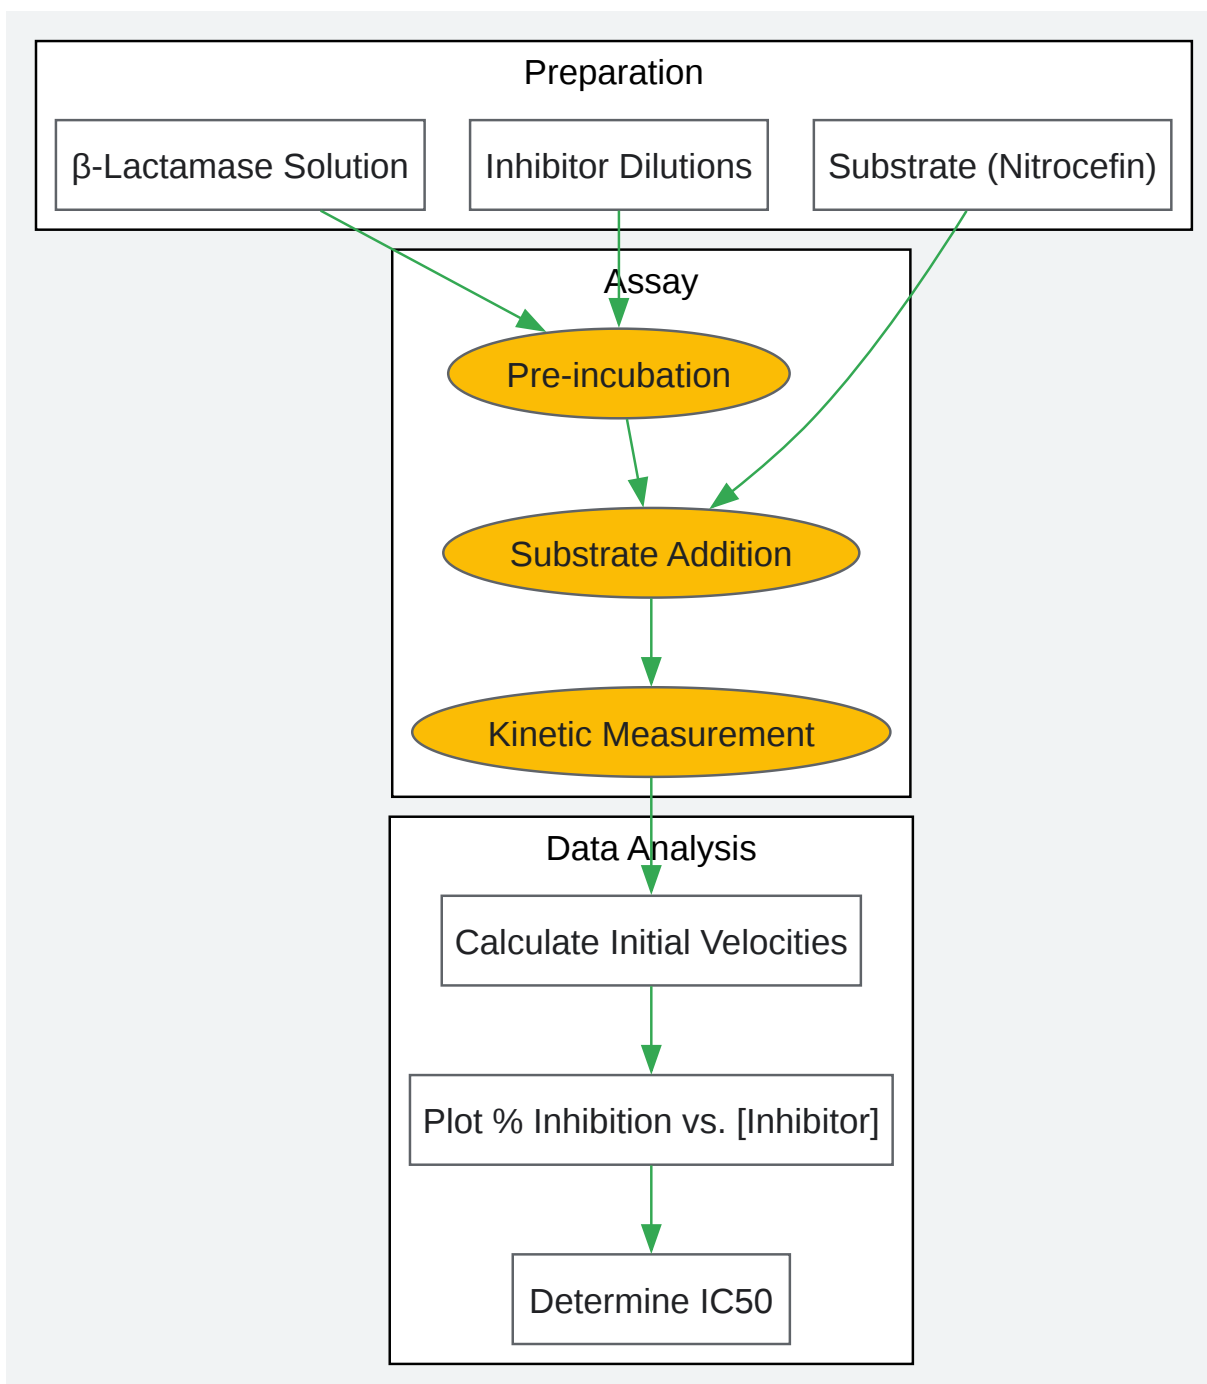 Preparation
β-Lactamase Solution
Inhibitor Dilutions
Substrate (Nitrocefin)
Assay
Pre-incubation
Substrate Addition
Kinetic Measurement
Data Analysis
Calculate Initial Velocities
Plot % Inhibition vs. [Inhibitor]
Determine IC50